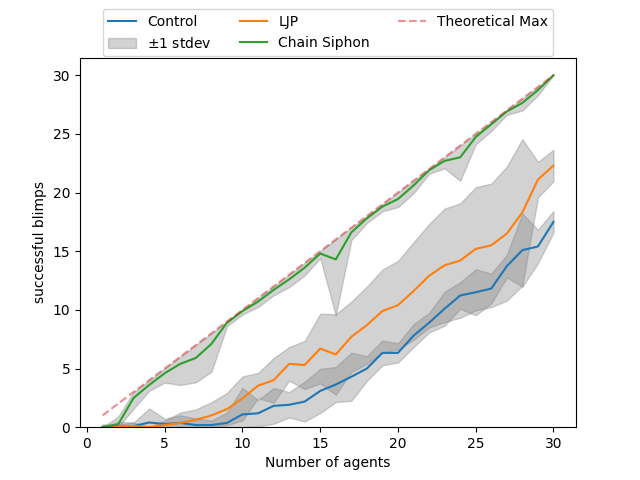 Control LJP Theoretical Max
±1 stdev Chain Siphon
30
25
20
15
10
5
0
successful blimps
0 5 10 15 20 25 30
Number of agents